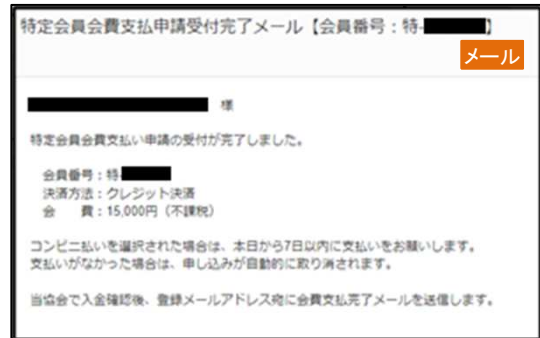 特定会員会費支払申請受付完了メール【会員番号：特-】
メール
様
特定会員会費支払い申請の受付が完了しました。
会員番号：特-
決済方法：クレジット決済
会　費：15,000円（不課税）
コンビニ払いを選択された場合は、本日から7日以内に支払いをお願いします。
支払いがなかった場合は、申し込みが自動的に取り消されます。
当協会で入金確認後、登録メールアドレス宛に会費支払完了メールを送信します。